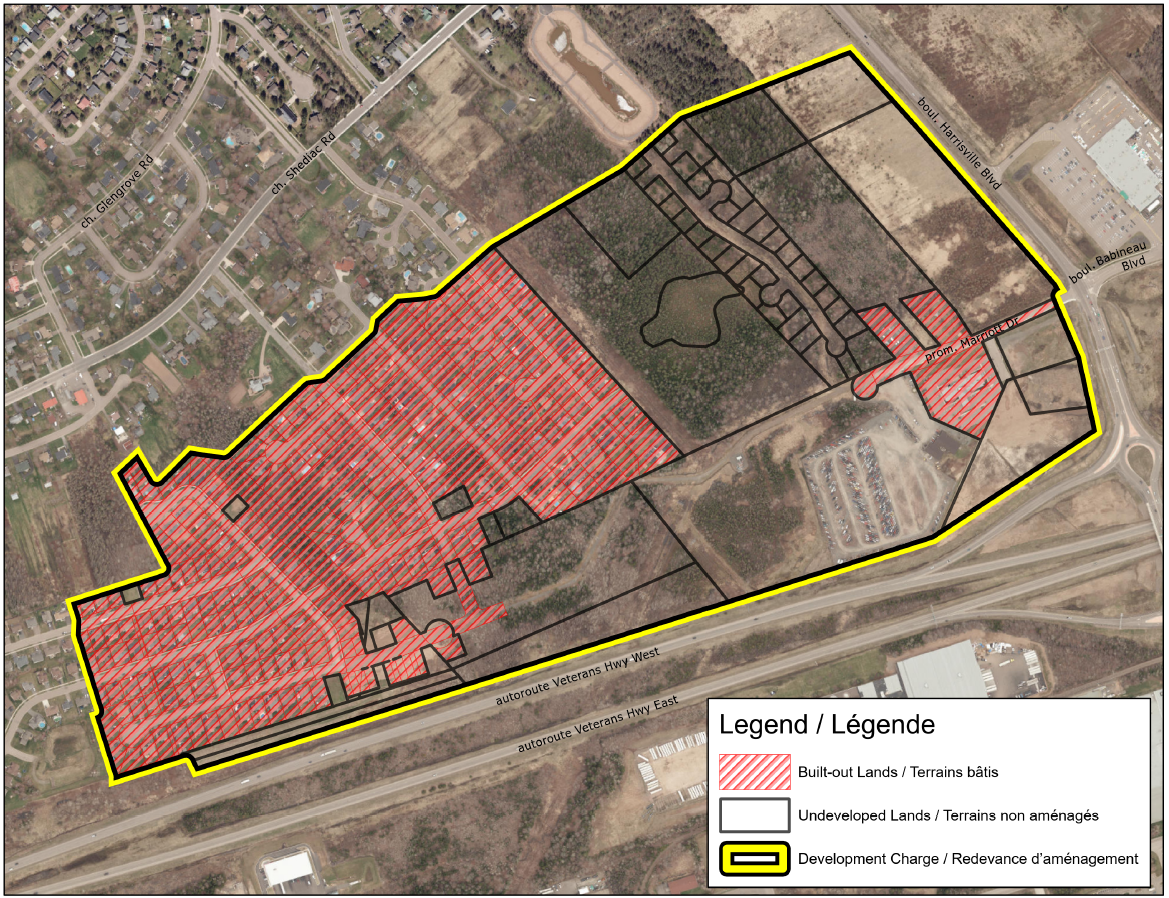 ch. Glengrove Rd
ch. Shediac Rd
boul. Harrisville Blvd
boul. Babineau
Blvd
prom. Marriott Dr
autoroute Veterans Hwy West
autoroute Veterans Hwy East
Legend / Légende
Built-out Lands / Terrains bâtis
Undeveloped Lands / Terrains non aménagés
Development Charge / Redevance d'aménagement